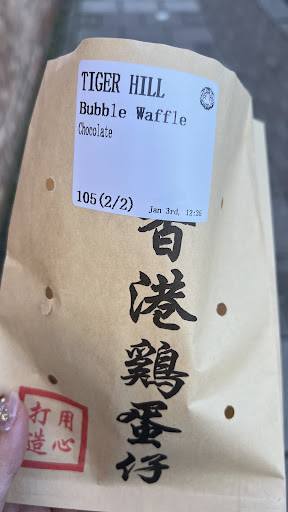 TIGER HILL
Bubble Waffle
Chocolate
105(2/2)
Jan 3rd, 12:26
香港鷄蛋仔
用心
打造